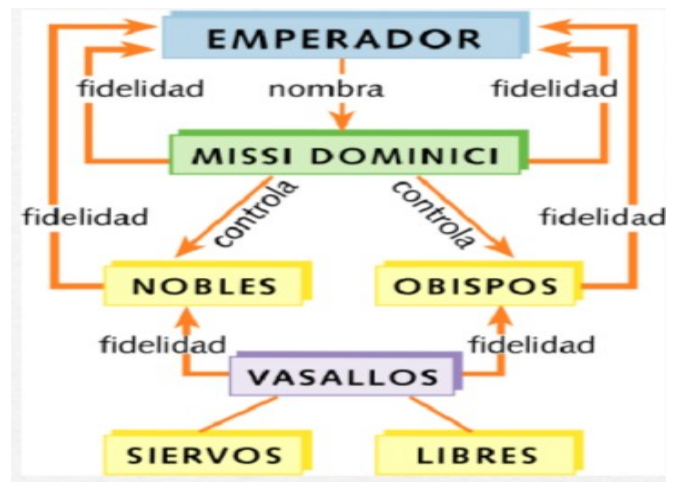 EMPERADOR
fidelidad nombra fidelidad
MISSI DOMINICI
controla controla
fidelidad fidelidad
NOBLES OBISPOS
fidelidad fidelidad
VASALLOS
SIERVOS LIBRES